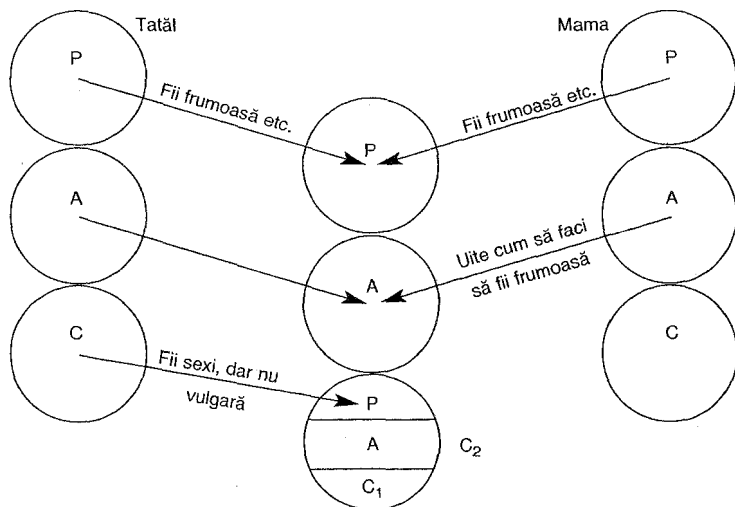 Tatăl
Mama
P
P
Fii frumoasă etc.
Fii frumoasă etc.
P
A
A
Uite cum să faci
să fii frumoasă
A
C
C
Fii sexi, dar nu
vulgară
P
A
C₂
C₁